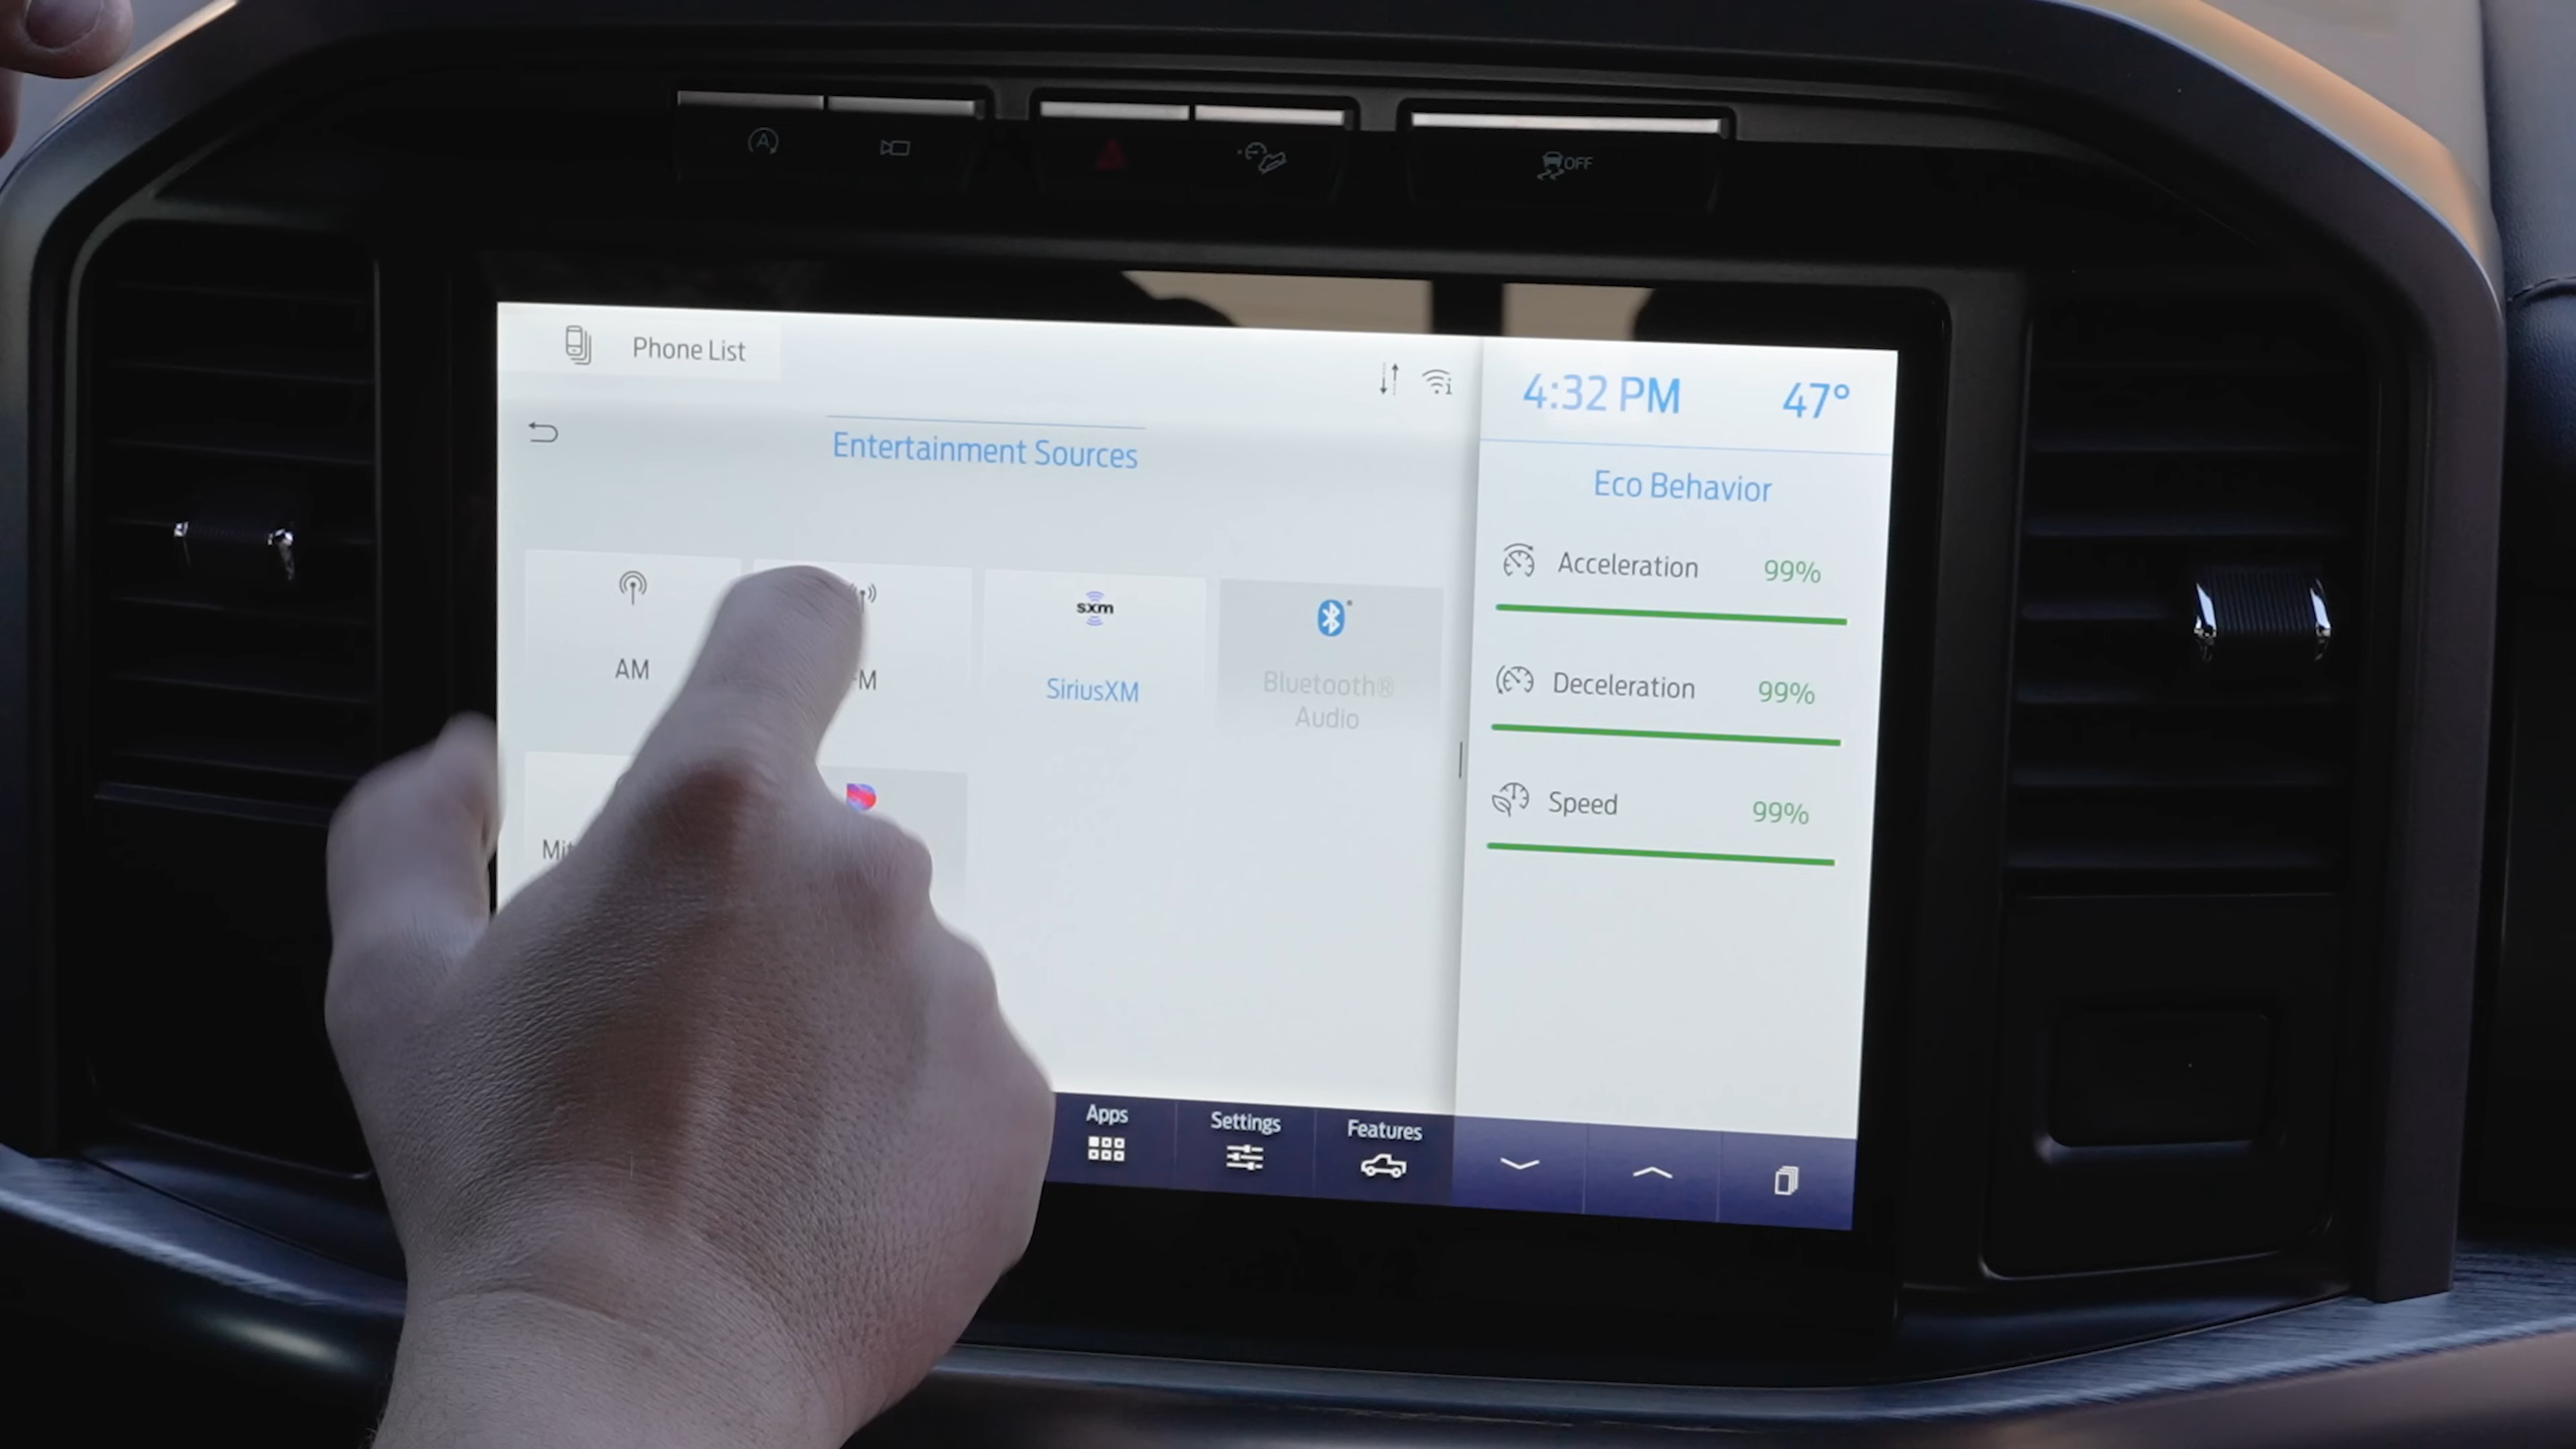 A
OFF
Phone List
4:32 PM 47°
Entertainment Sources
Eco Behavior
Acceleration 99%
sxm
AM
SiriusXM
Bluetooth®
Audio
Deceleration 99%
Speed 99%
Apps
Settings
Features